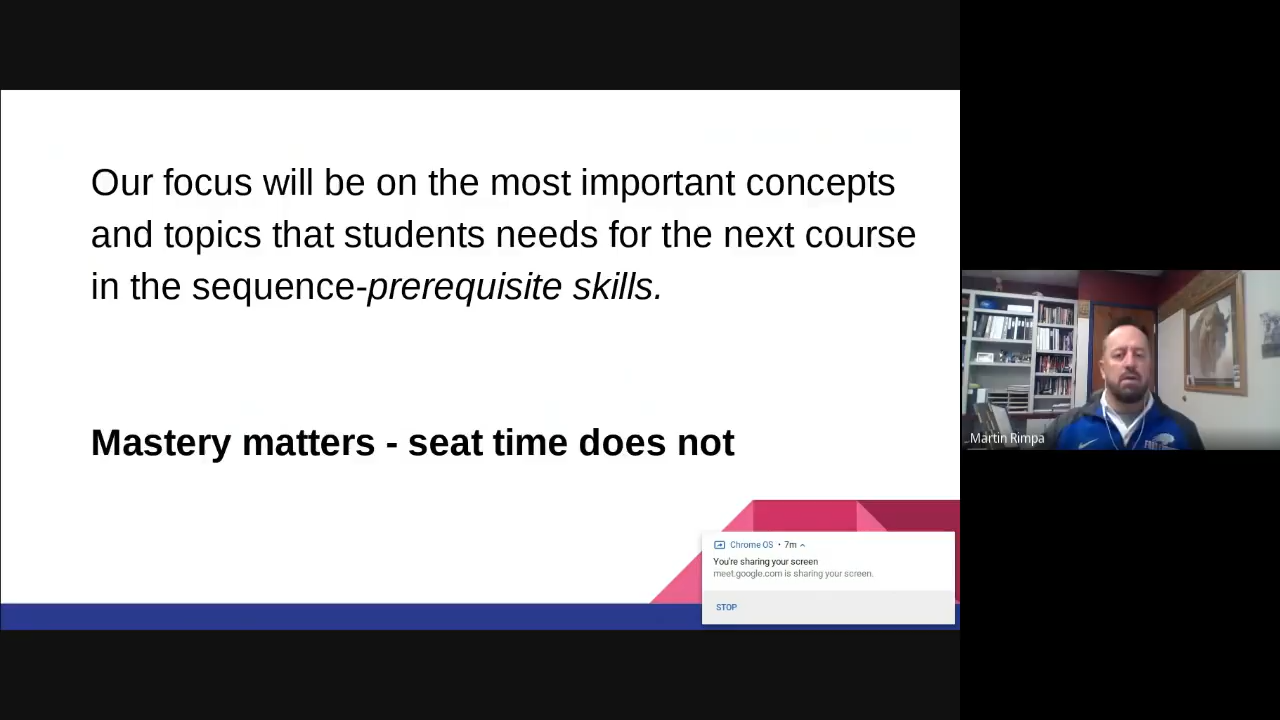 Our focus will be on the most important concepts
and topics that students needs for the next course
in the sequence-prerequisite skills.
Mastery matters - seat time does not
Chrome OS • 7m
You're sharing your screen
meet.google.com is sharing your screen.
STOP
Martin Rimpa